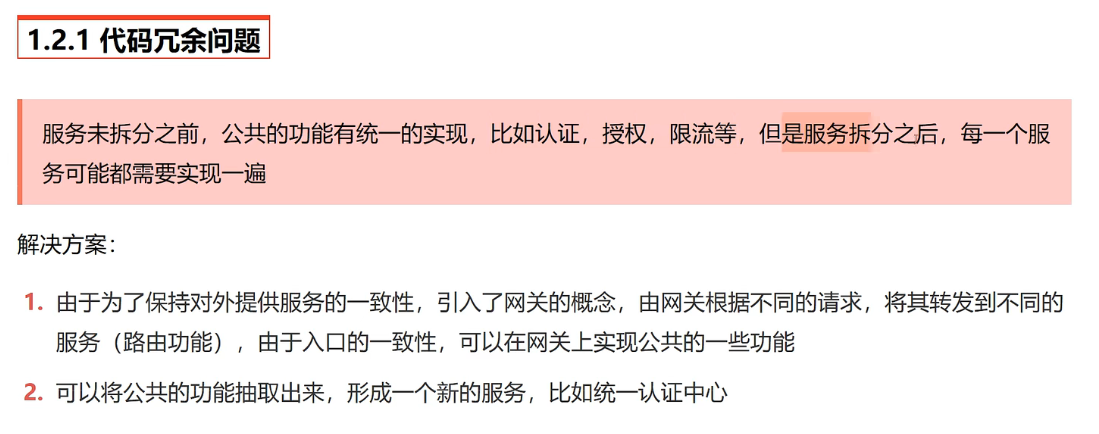 1.2.1 代码冗余问题
服务未拆分之前，公共的功能有统一的实现，比如认证，授权，限流等，但是服务拆分之后，每一个服
务可能都需要实现一遍
解决方案：
1. 由于为了保持对外提供服务的一致性，引入了网关的概念，由网关根据不同的请求，将其转发到不同的
服务（路由功能），由于入口的一致性，可以在网关上实现公共的一些功能
2. 可以将公共的功能抽取出来，形成一个新的服务，比如统一认证中心